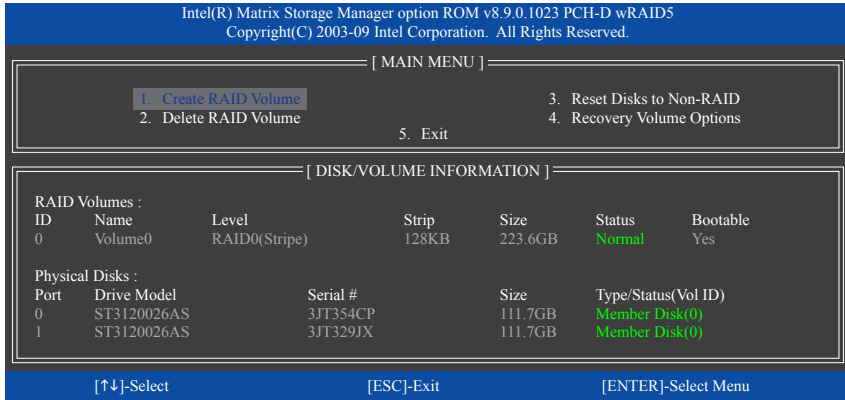 Intel(R) Matrix Storage Manager option ROM v8.9.0.1023 PCH-D wRAID5
Copyright(C) 2003-09 Intel Corporation. All Rights Reserved.
[ MAIN MENU ]
1. Create RAID Volume 3. Reset Disks to Non-RAID
2. Delete RAID Volume 4. Recovery Volume Options
5. Exit
[ DISK/VOLUME INFORMATION ]
RAID Volumes :
ID Name Level Strip Size Status Bootable
0 Volume0 RAID0(Stripe) 128KB 223.6GB Normal Yes
Physical Disks :
Port Drive Model Serial # Size Type/Status(Vol ID)
0 ST3120026AS 3JT354CP 111.7GB Member Disk(0)
1 ST3120026AS 3JT329JX 111.7GB Member Disk(0)
[↑↓]-Select [ESC]-Exit [ENTER]-Select Menu